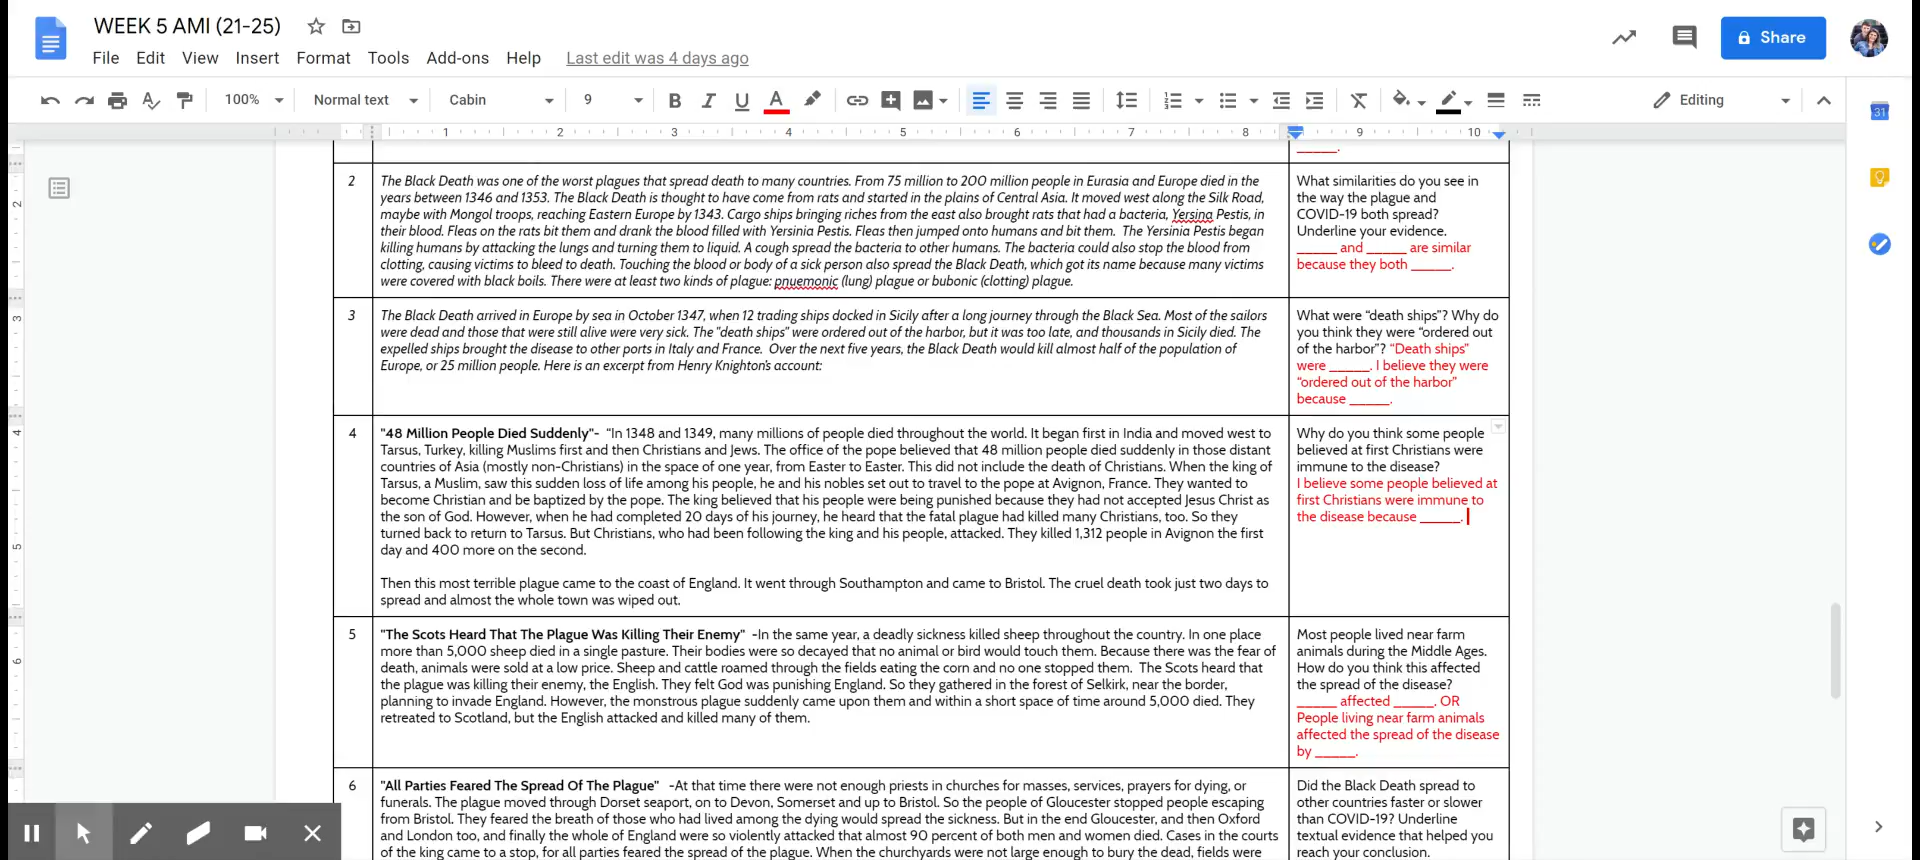 WEEK 5 AMI (21-25)
File Edit View Insert Format Tools Add-ons Help Last edit was 4 days ago
Share
100% Normal text Cabin 9 B I U A Editing
31
1 2 3 4 5 6 7 8 9 10
2 3 4 5 6
_____.
2
The Black Death was one of the worst plagues that spread death to many countries. From 75 million to 200 million people in Eurasia and Europe died in the
years between 1346 and 1353. The Black Death is thought to have come from rats and started in the plains of Central Asia. It moved west along the Silk Road,
maybe with Mongol troops, reaching Eastern Europe by 1343. Cargo ships bringing riches from the east also brought rats that had a bacteria, Yersina Pestis, in
their blood. Fleas on the rats bit them and drank the blood filled with Yersinia Pestis. Fleas then jumped onto humans and bit them. The Yersinia Pestis began
killing humans by attacking the lungs and turning them to liquid. A cough spread the bacteria to other humans. The bacteria could also stop the blood from
clotting, causing victims to bleed to death. Touching the blood or body of a sick person also spread the Black Death, which got its name because many victims
were covered with black boils. There were at least two kinds of plague: pnuemonic (lung) plague or bubonic (clotting) plague.
What similarities do you see in
the way the plague and
COVID-19 both spread?
Underline your evidence.
_____ and _____ are similar
because they both _____.
3
The Black Death arrived in Europe by sea in October 1347, when 12 trading ships docked in Sicily after a long journey through the Black Sea. Most of the sailors
were dead and those that were still alive were very sick. The "death ships" were ordered out of the harbor, but it was too late, and thousands in Sicily died. The
expelled ships brought the disease to other ports in Italy and France. Over the next five years, the Black Death would kill almost half of the population of
Europe, or 25 million people. Here is an excerpt from Henry Knighton's account:
What were “death ships”? Why do
you think they were “ordered out
of the harbor”? “Death ships”
were _____. I believe they were
“ordered out of the harbor”
because _____.
4
"48 Million People Died Suddenly"- “In 1348 and 1349, many millions of people died throughout the world. It began first in India and moved west to
Tarsus, Turkey, killing Muslims first and then Christians and Jews. The office of the pope believed that 48 million people died suddenly in those distant
countries of Asia (mostly non-Christians) in the space of one year, from Easter to Easter. This did not include the death of Christians. When the king of
Tarsus, a Muslim, saw this sudden loss of life among his people, he and his nobles set out to travel to the pope at Avignon, France. They wanted to
become Christian and be baptized by the pope. The king believed that his people were being punished because they had not accepted Jesus Christ as
the son of God. However, when he had completed 20 days of his journey, he heard that the fatal plague had killed many Christians, too. So they
turned back to return to Tarsus. But Christians, who had been following the king and his people, attacked. They killed 1,312 people in Avignon the first
day and 400 more on the second.
Then this most terrible plague came to the coast of England. It went through Southampton and came to Bristol. The cruel death took just two days to
spread and almost the whole town was wiped out.
Why do you think some people
believed at first Christians were
immune to the disease?
I believe some people believed at
first Christians were immune to
the disease because _____.
5
"The Scots Heard That The Plague Was Killing Their Enemy" -In the same year, a deadly sickness killed sheep throughout the country. In one place
more than 5,000 sheep died in a single pasture. Their bodies were so decayed that no animal or bird would touch them. Because there was the fear of
death, animals were sold at a low price. Sheep and cattle roamed through the fields eating the corn and no one stopped them. The Scots heard that
the plague was killing their enemy, the English. They felt God was punishing England. So they gathered in the forest of Selkirk, near the border,
planning to invade England. However, the monstrous plague suddenly came upon them and within a short space of time around 5,000 died. They
retreated to Scotland, but the English attacked and killed many of them.
Most people lived near farm
animals during the Middle Ages.
How do you think this affected
the spread of the disease?
_____ affected _____. OR
People living near farm animals
affected the spread of the disease
by _____.
6
"All Parties Feared The Spread Of The Plague" -At that time there were not enough priests in churches for masses, services, prayers for dying, or
funerals. The plague moved through Dorset seaport, on to Devon, Somerset and up to Bristol. So the people of Gloucester stopped people escaping
from Bristol. They feared the breath of those who had lived among the dying would spread the sickness. But in the end Gloucester, and then Oxford
and London too, and finally the whole of England were so violently attacked that almost 90 percent of both men and women died. Cases in the courts
of the king came to a stop, for all parties feared the spread of the plague. When the churchyards were not large enough to bury the dead, fields were
Did the Black Death spread to
other countries faster or slower
than COVID-19? Underline
textual evidence that helped you
reach your conclusion.